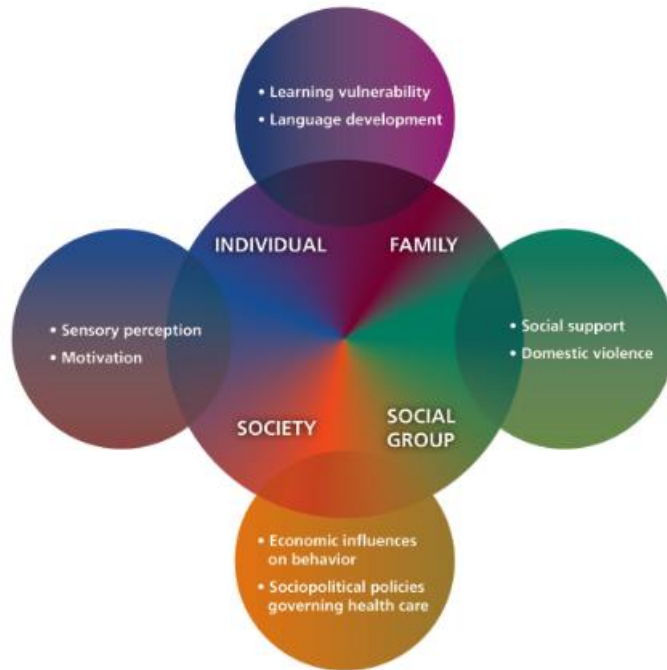 • Learning vulnerability
• Language development
INDIVIDUAL
FAMILY
• Sensory perception
• Motivation
• Social support
• Domestic violence
SOCIETY
SOCIAL
GROUP
• Economic influences
on behavior
• Sociopolitical policies
governing health care